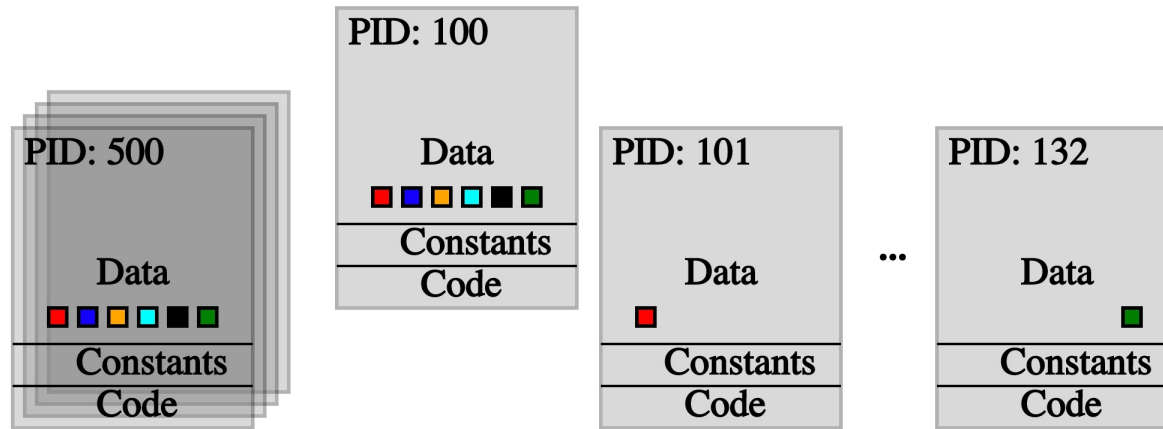 PID: 500
Data
Constants
Code
PID: 100
Data
Constants
Code
PID: 101
Data
Constants
Code
...
PID: 132
Data
Constants
Code